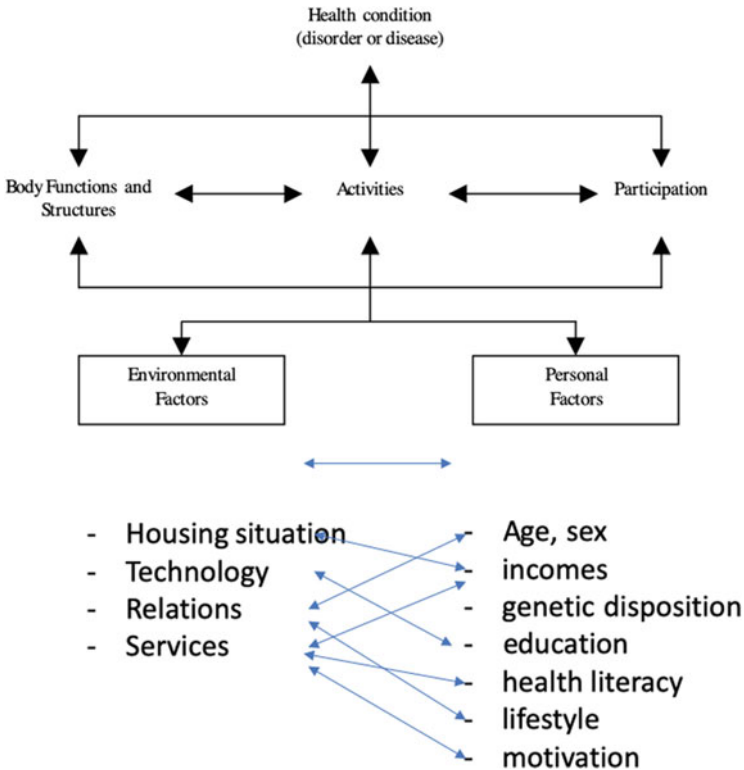 Health condition
(disorder or disease)
Body Functions and
Structures
Activities
Participation
Environmental
Factors
Personal
Factors
- Housing situation
- Technology
- Relations
- Services
- Age, sex
- incomes
- genetic disposition
- education
- health literacy
- lifestyle
- motivation